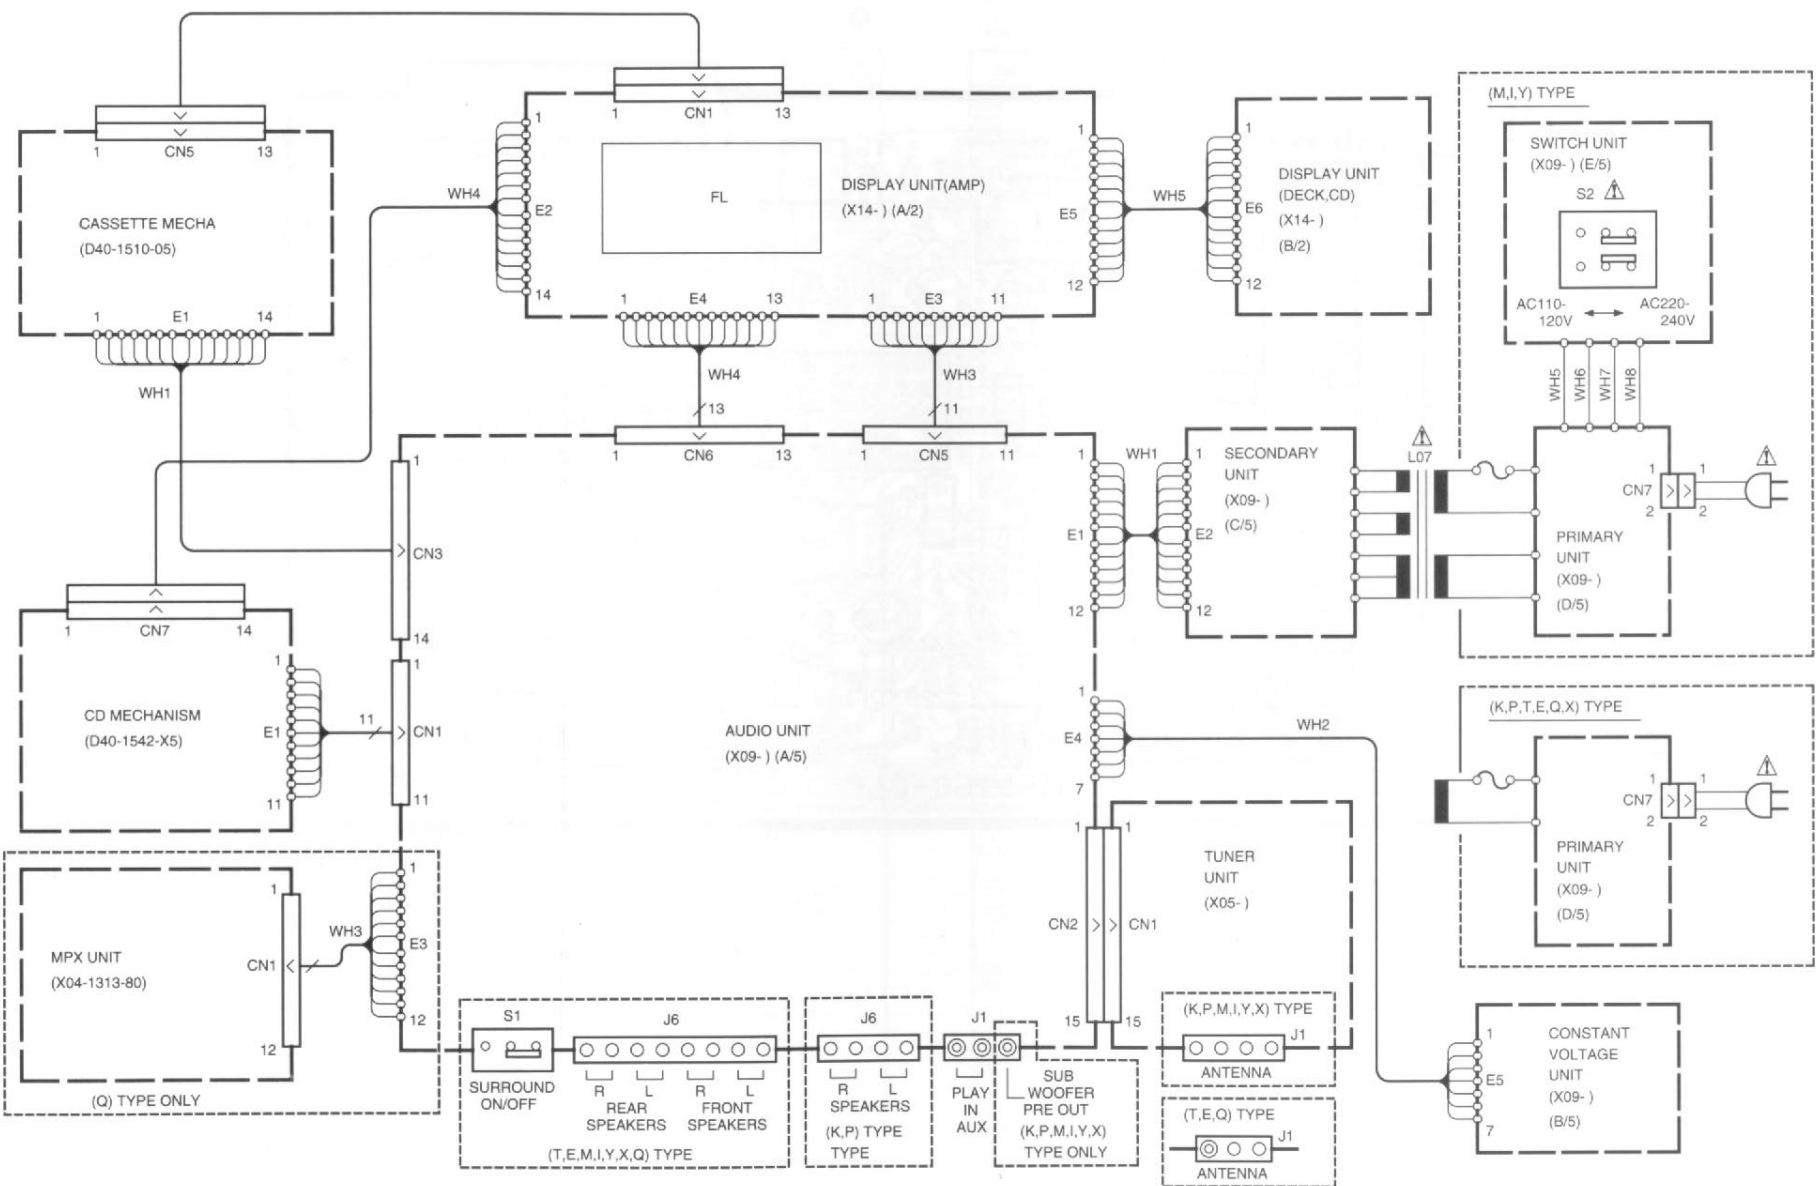 1 CN5 13
CASSETTE MECHA
(D40-1510-05)
1 E1 14
WH1
1 CN1 13
WH4
1
E2
14
FL
DISPLAY UNIT(AMP)
(X14- ) (A/2)
1
E5
12
1 E4 13
1 E3 11
WH4
13
WH3
11
WH5
1
E6
12
DISPLAY UNIT
(DECK,CD)
(X14- )
(B/2)
(M,I,Y) TYPE
SWITCH UNIT
(X09- ) (E/5)
S2
AC110-
120V
AC220-
240V
WH5
WH6
WH7
WH8
1 CN6 13
1 CN5 11
1
CN3
14
1
CN1
11
AUDIO UNIT
(X09- ) (A/5)
1
E1
12
WH1
1
E2
12
SECONDARY
UNIT
(X09- )
(C/5)
L07
1 1
CN7
2 2
PRIMARY
UNIT
(X09- )
(D/5)
1 CN7 14
CD MECHANISM
(D40-1542-X5)
1
E1
11
11
1
E4
7
WH2
(K,P,T,E,Q,X) TYPE
1 1
CN7
2 2
PRIMARY
UNIT
(X09- )
(D/5)
MPX UNIT
(X04-1313-80)
1
CN1
12
WH3
1
E3
12
(Q) TYPE ONLY
1 1
CN2 CN1
15 15
TUNER
UNIT
(X05- )
(K,P,M,I,Y,X) TYPE
J1
ANTENNA
(T,E,Q) TYPE
J1
ANTENNA
S1
SURROUND
ON/OFF
J6
R L R L
REAR
SPEAKERS
FRONT
SPEAKERS
(T,E,M,I,Y,X,Q) TYPE
J6
R L
SPEAKERS
(K,P) TYPE
TYPE
J1
PLAY
IN
AUX
SUB
WOOFER
PRE OUT
(K,P,M,I,Y,X)
TYPE ONLY
1
E5
7
CONSTANT
VOLTAGE
UNIT
(X09- )
(B/5)